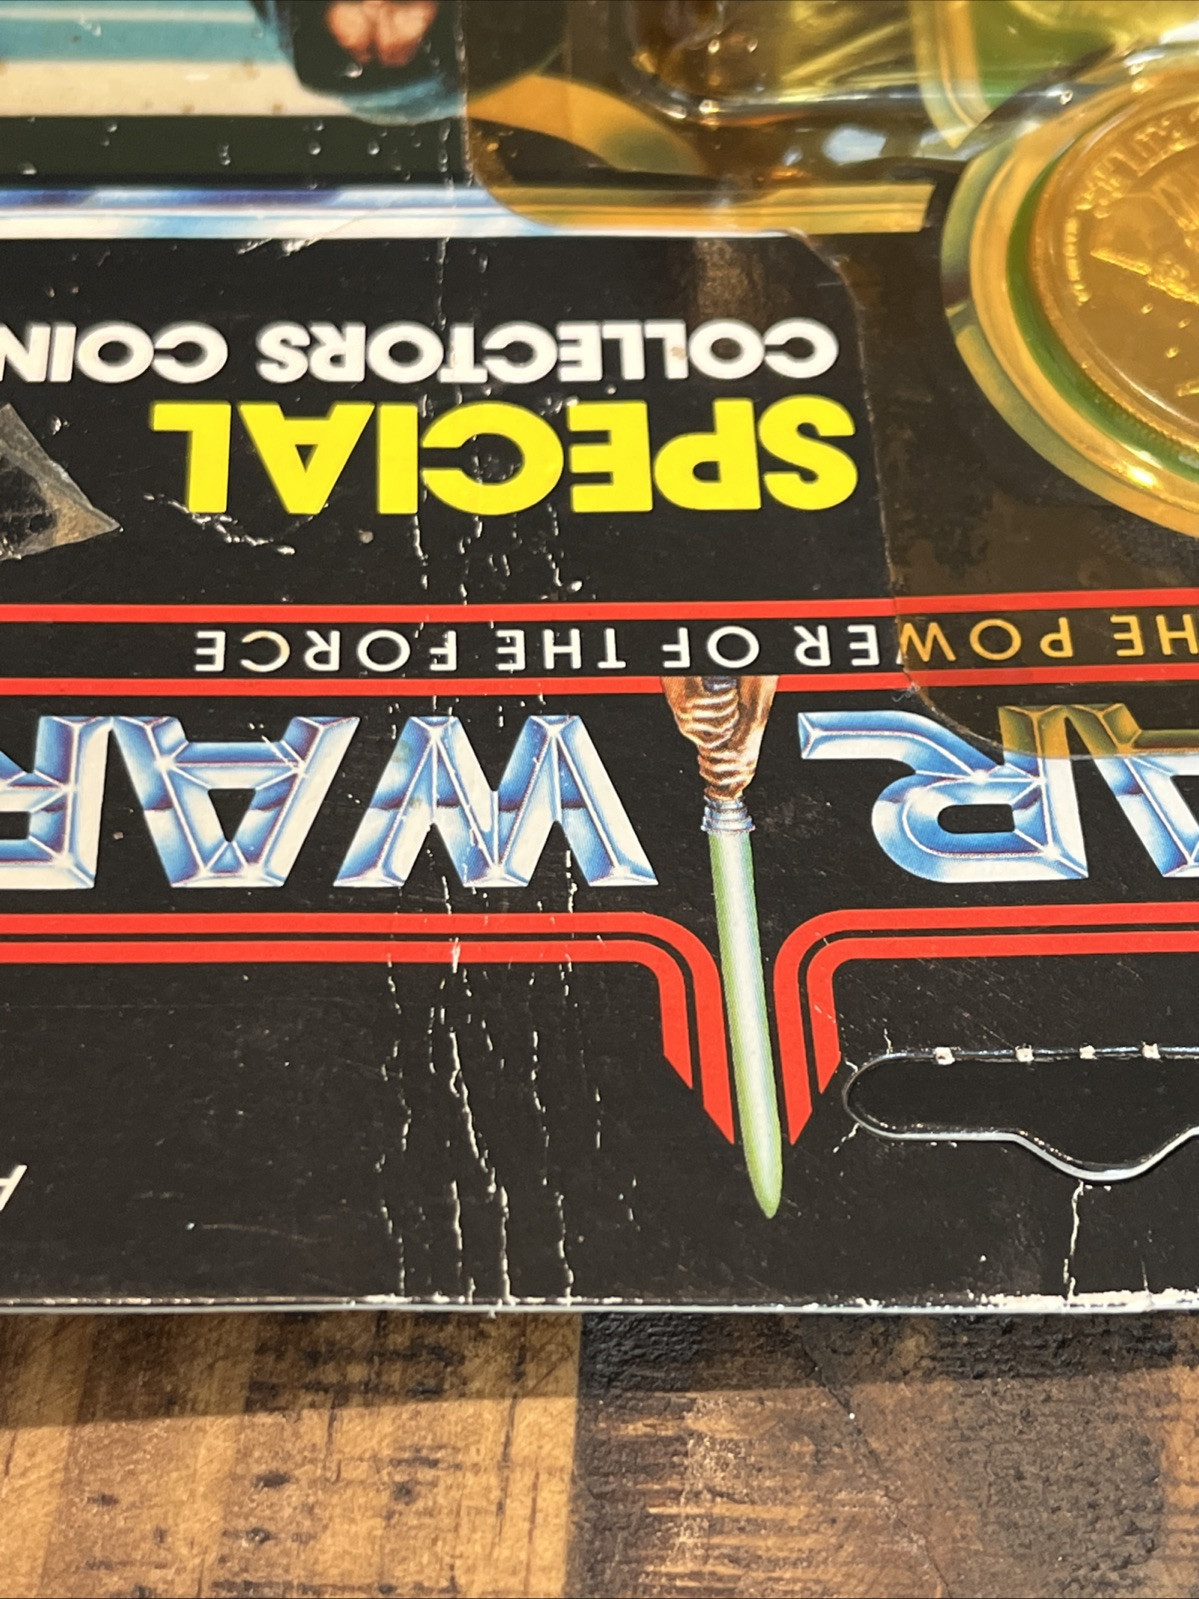 AR WAR
HE POWER OF THE FORCE
SPECIAL
COLLECTORS COIN